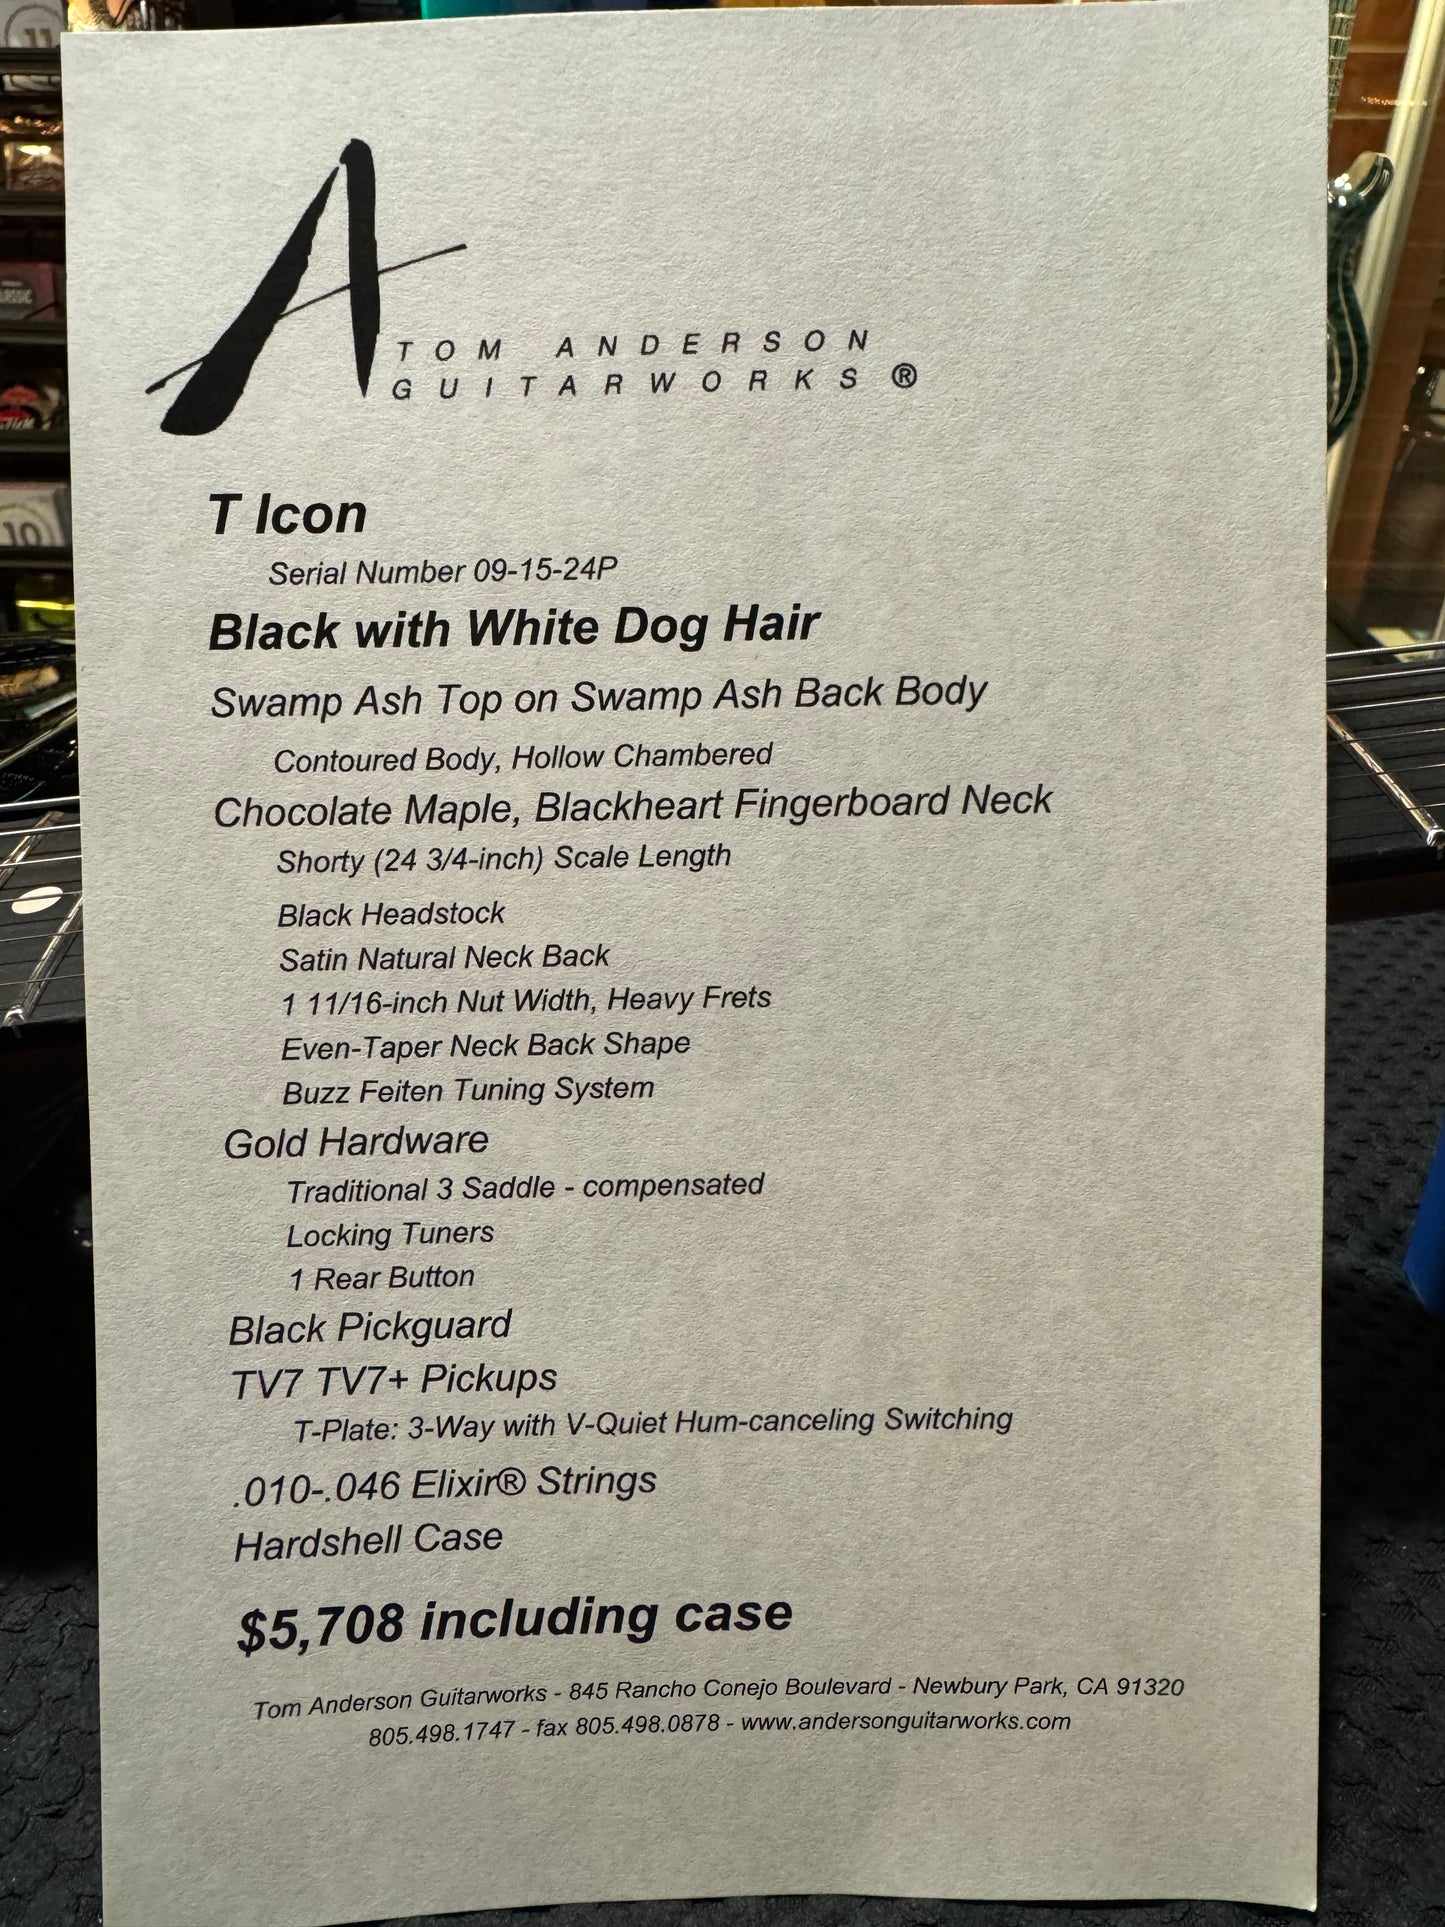 11
TOM ANDERSON
GUITARWORKS ®
T Icon
Serial Number 09-15-24P
Black with White Dog Hair
Swamp Ash Top on Swamp Ash Back Body
Contoured Body, Hollow Chambered
Chocolate Maple, Blackheart Fingerboard Neck
Shorty (24 3/4-inch) Scale Length
Black Headstock
Satin Natural Neck Back
1 11/16-inch Nut Width, Heavy Frets
Even-Taper Neck Back Shape
Buzz Feiten Tuning System
Gold Hardware
Traditional 3 Saddle - compensated
Locking Tuners
1 Rear Button
Black Pickguard
TV7 TV7+ Pickups
T-Plate: 3-Way with V-Quiet Hum-canceling Switching
.010-.046 Elixir® Strings
Hardshell Case
$5,708 including case
Tom Anderson Guitarworks - 845 Rancho Conejo Boulevard - Newbury Park, CA 91320
805.498.1747 - fax 805.498.0878 - www.andersonguitarworks.com
10